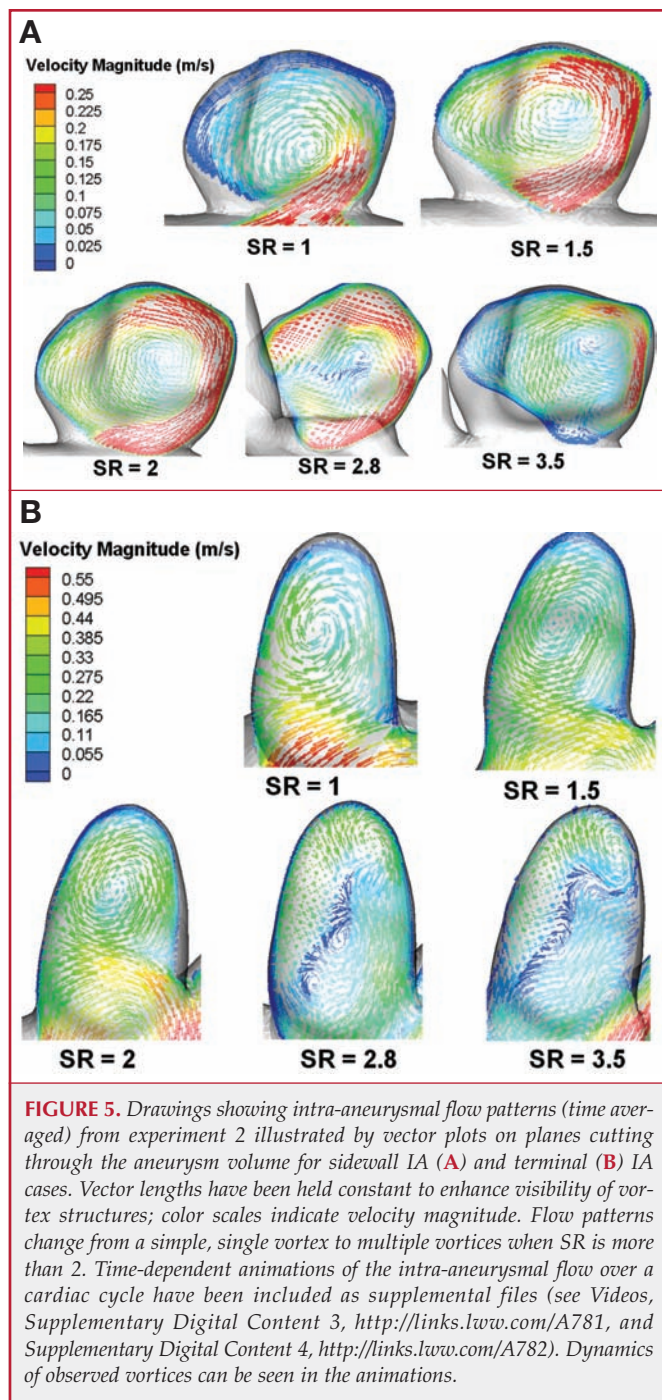 A
Velocity Magnitude (m/s)
0.25
0.225
0.2
0.175
0.15
0.125
0.1
0.075
0.05
0.025
0
SR = 1
SR = 1.5
SR = 2
SR = 2.8
SR = 3.5
B
Velocity Magnitude (m/s)
0.55
0.495
0.44
0.385
0.33
0.275
0.22
0.165
0.11
0.055
0
SR = 1
SR = 1.5
SR = 2
SR = 2.8
SR = 3.5
FIGURE 5. Drawings showing intra-aneurysmal flow patterns (time aver-
aged) from experiment 2 illustrated by vector plots on planes cutting
through the aneurysm volume for sidewall IA (A) and terminal (B) IA
cases. Vector lengths have been held constant to enhance visibility of vor-
tex structures; color scales indicate velocity magnitude. Flow patterns
change from a simple, single vortex to multiple vortices when SR is more
than 2. Time-dependent animations of the intra-aneurysmal flow over a
cardiac cycle have been included as supplemental files (see Videos,
Supplementary Digital Content 3, http://links.lww.com/A781, and
Supplementary Digital Content 4, http://links.lww.com/A782). Dynamics
of observed vortices can be seen in the animations.